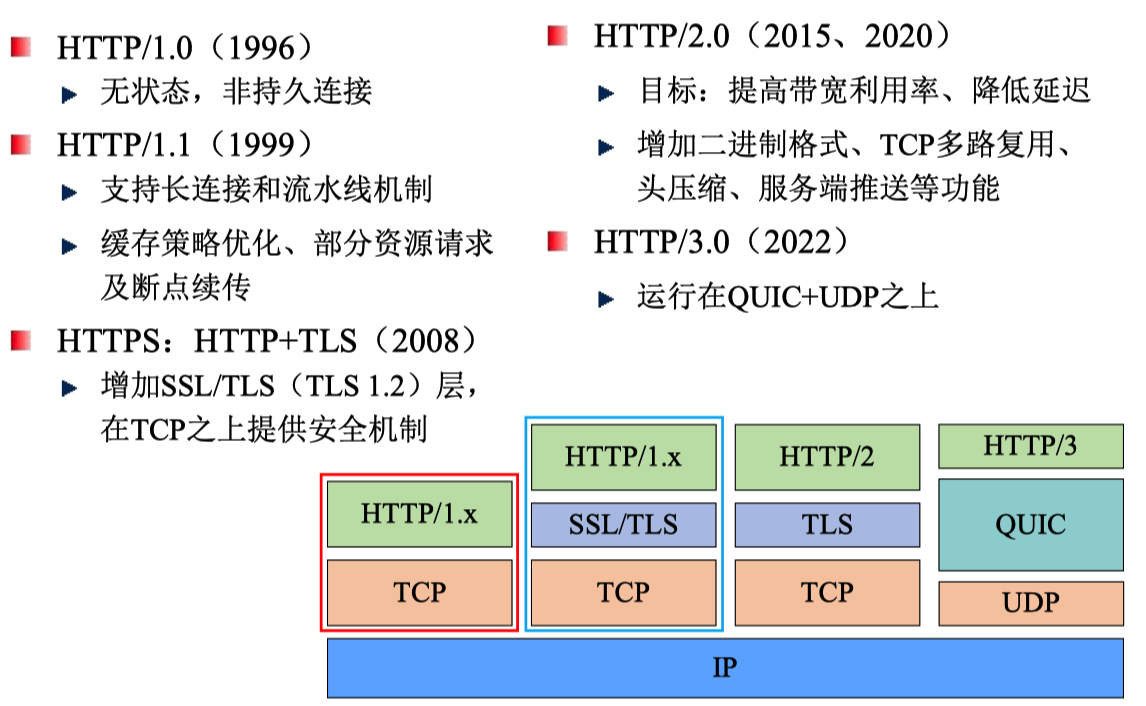 HTTP/1.0（1996）
无状态，非持久连接
HTTP/1.1（1999）
支持长连接和流水线机制
缓存策略优化、部分资源请求
及断点续传
HTTPS：HTTP+TLS（2008）
增加SSL/TLS（TLS 1.2）层，
在TCP之上提供安全机制
HTTP/2.0（2015、2020）
目标：提高带宽利用率、降低延迟
增加二进制格式、TCP多路复用、
头压缩、服务端推送等功能
HTTP/3.0（2022）
运行在QUIC+UDP之上
HTTP/1.x
TCP
HTTP/1.x
SSL/TLS
TCP
HTTP/2
TLS
TCP
HTTP/3
QUIC
UDP
IP